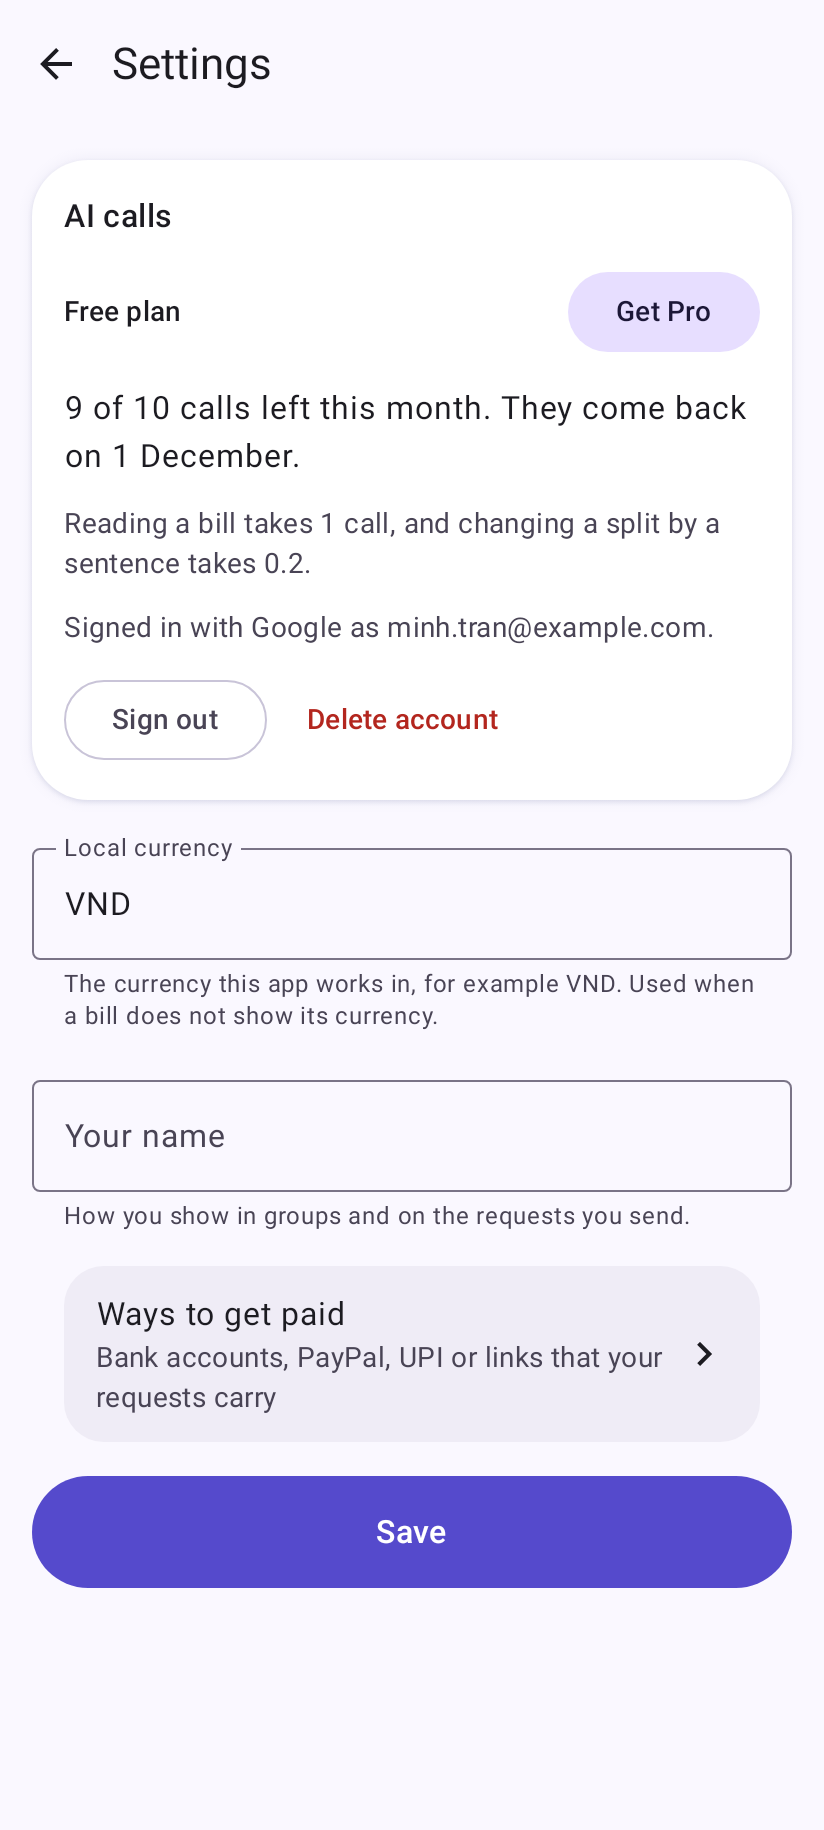 Settings
AI calls
Free plan
Get Pro
9 of 10 calls left this month. They come back
on 1 December.
Reading a bill takes 1 call, and changing a split by a
sentence takes 0.2.
Signed in with Google as minh.tran@example.com.
Sign out
Delete account
Local currency
VND
The currency this app works in, for example VND. Used when
a bill does not show its currency.
Your name
How you show in groups and on the requests you send.
Ways to get paid
Bank accounts, PayPal, UPI or links that your
requests carry
Save